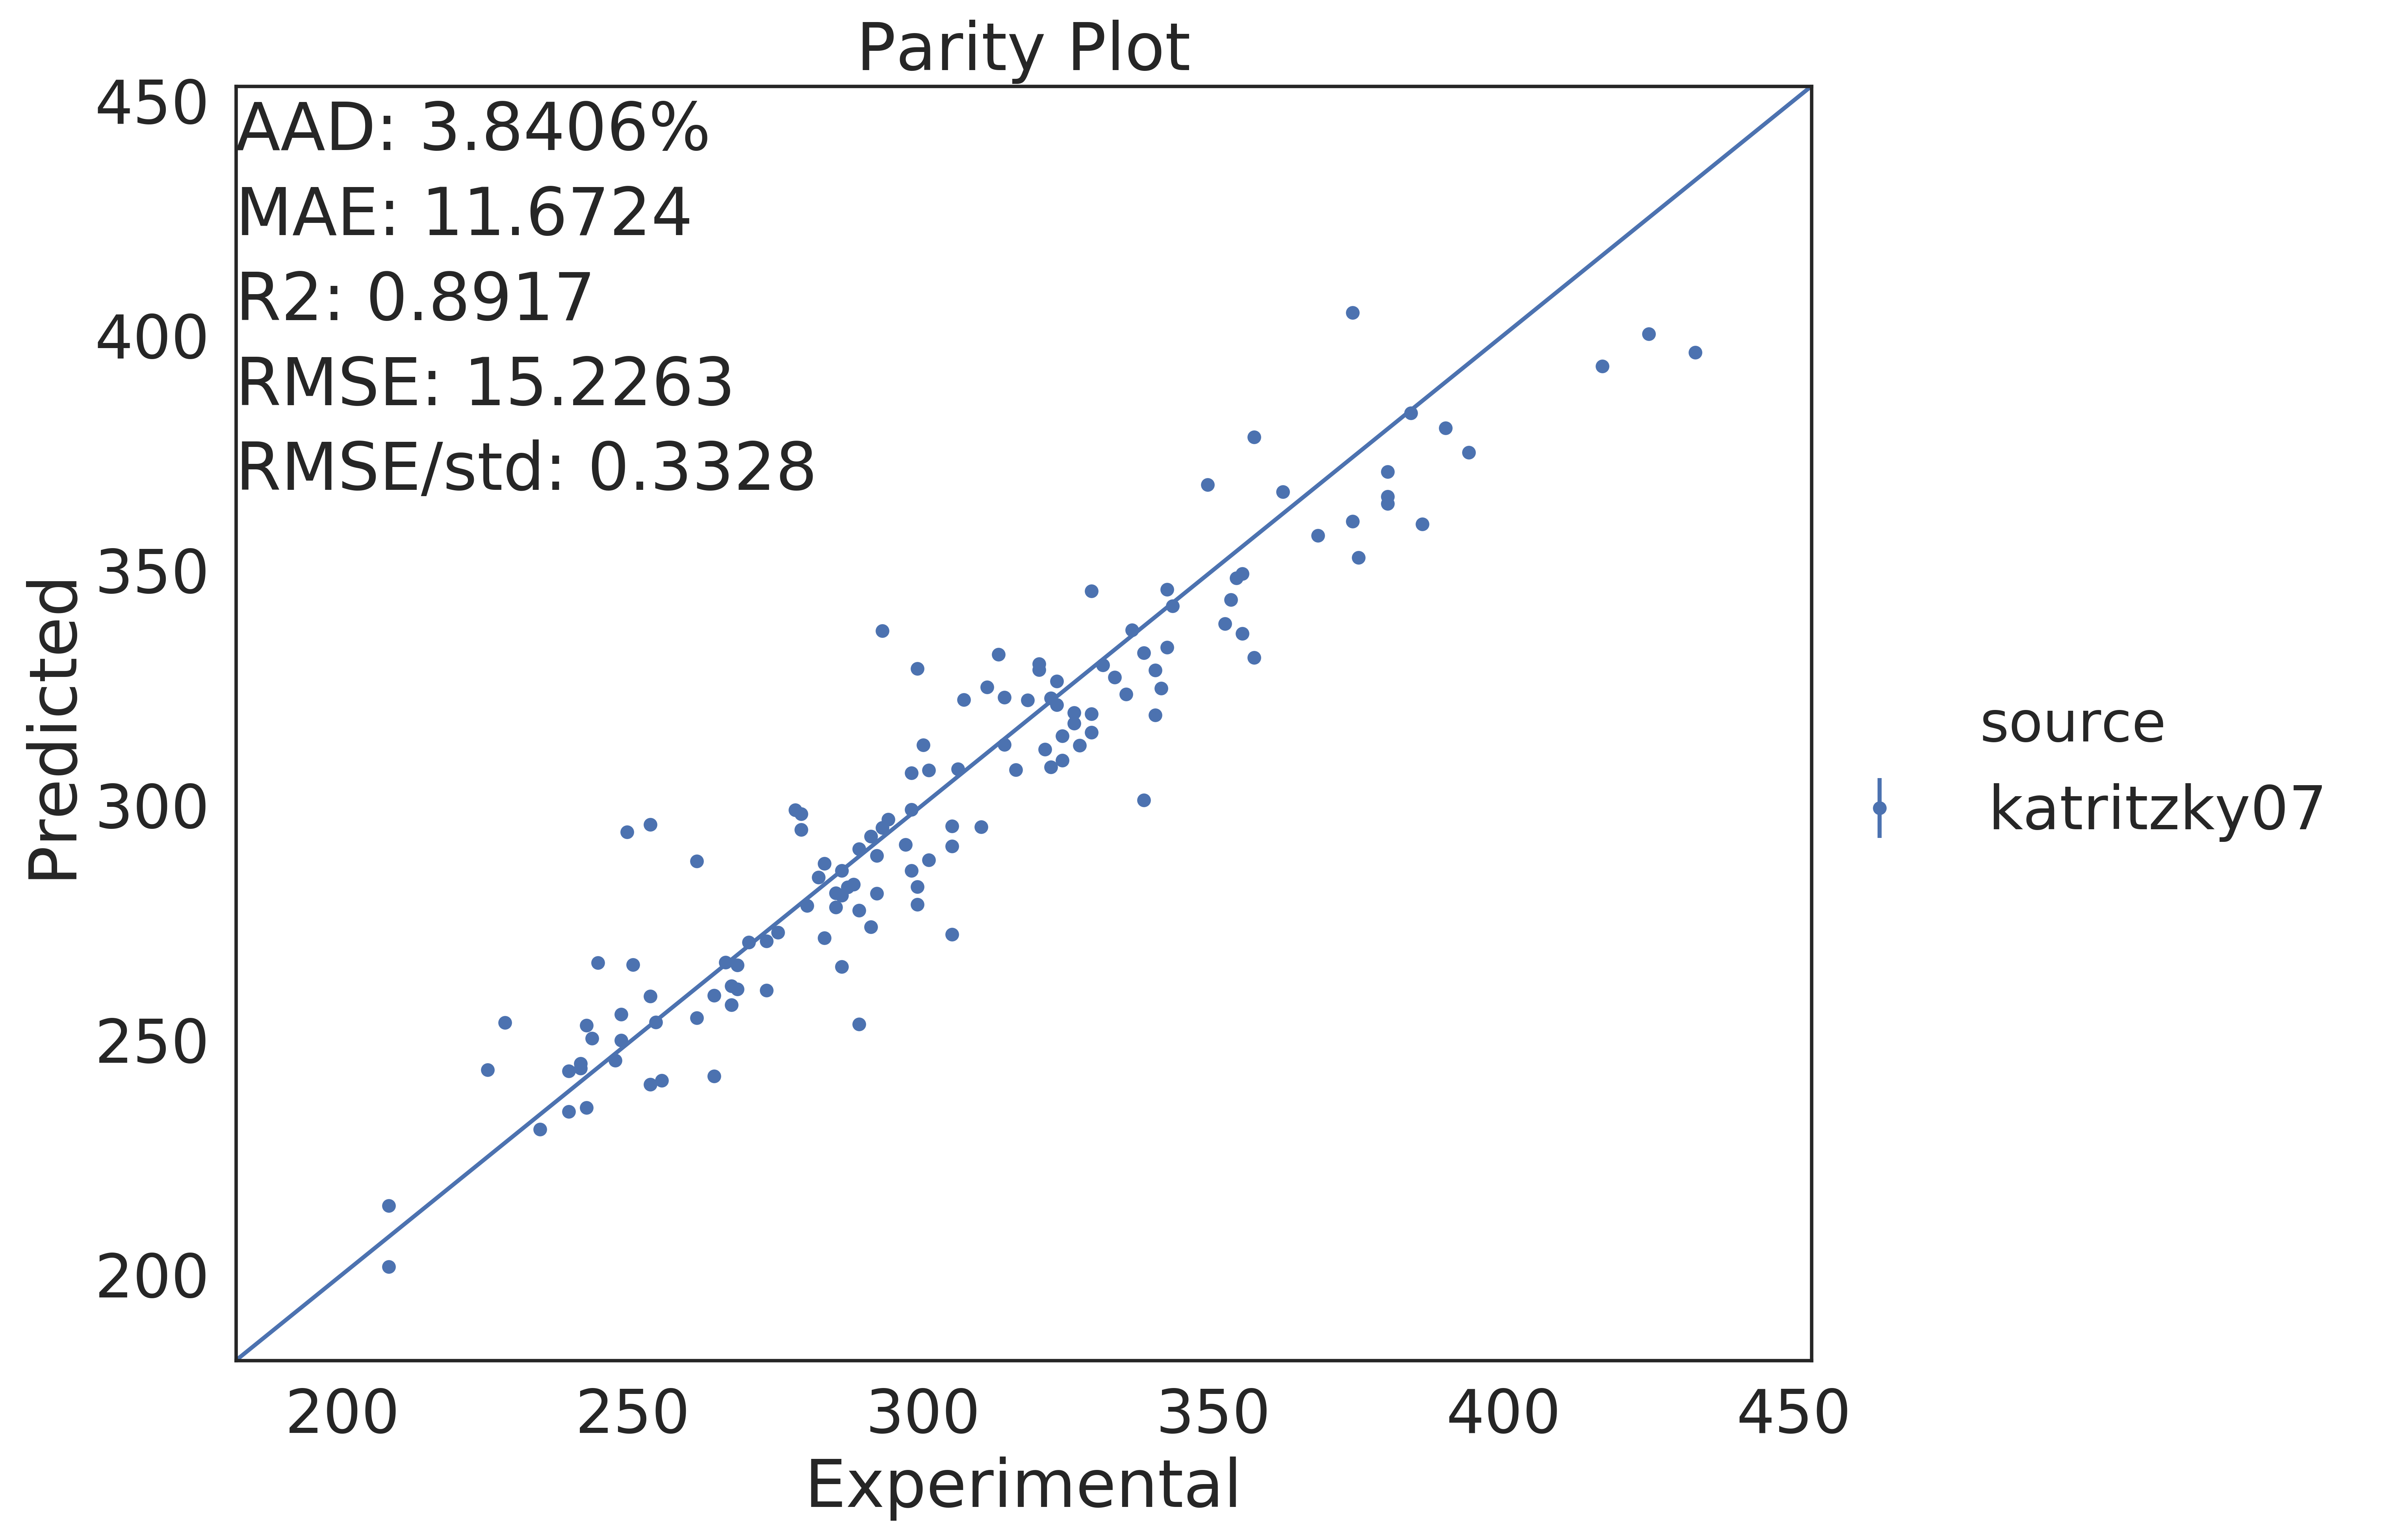 Parity Plot
AAD: 3.8406%
MAE: 11.6724
R2: 0.8917
RMSE: 15.2263
RMSE/std: 0.3328
450
400
350
300
250
200
Predicted
200 250 300 350 400 450
Experimental
source
katritzky07